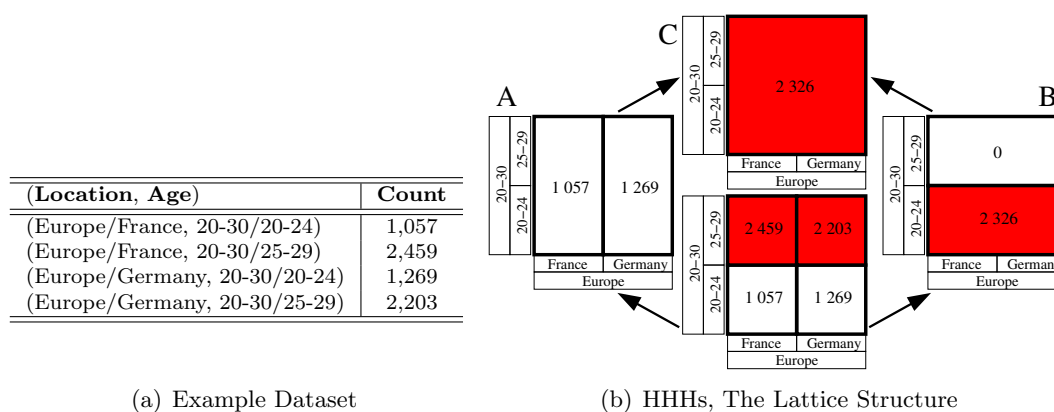 (Location, Age) Count
(Europe/France, 20-30/20-24) 1,057
(Europe/France, 20-30/25-29) 2,459
(Europe/Germany, 20-30/20-24) 1,269
(Europe/Germany, 20-30/25-29) 2,203
(a) Example Dataset
C
20−30
25−29
20−24
2 326
France Germany
Europe
A
20−30
25−29
20−24
1 057 1 269
France Germany
Europe
B
20−30
25−29
20−24
0
2 326
France Germany
Europe
20−30
25−29
20−24
2 459 2 203
1 057 1 269
France Germany
Europe
(b) HHHs, The Lattice Structure